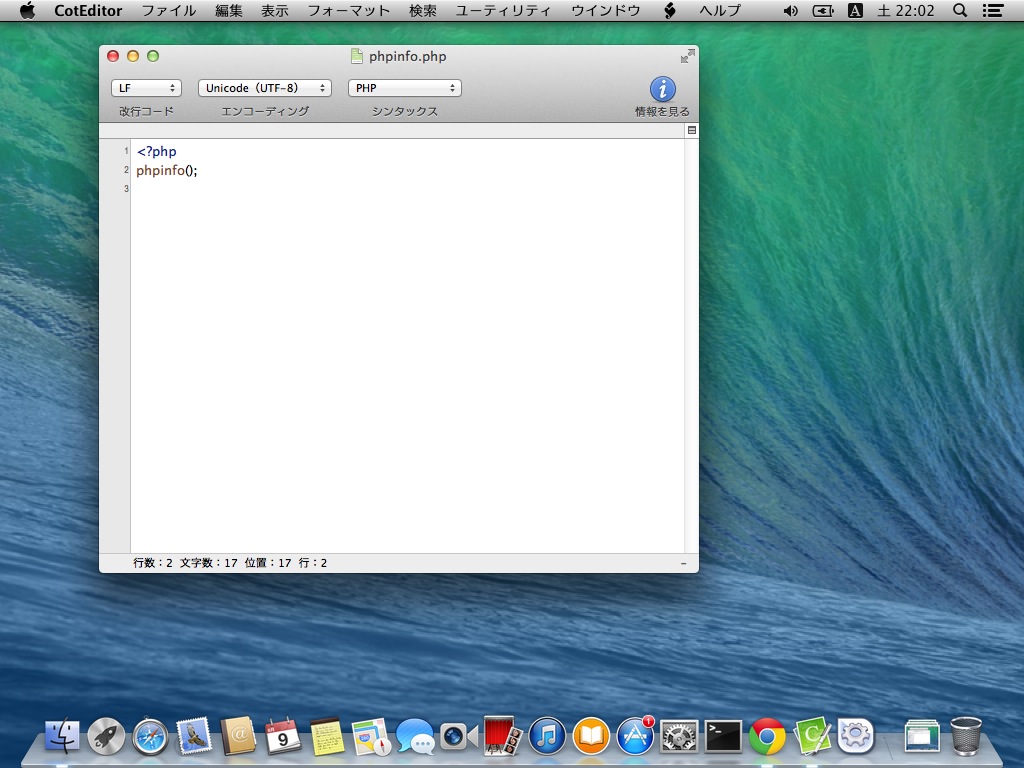 CotEditor ファイル 編集 表示 フォーマット 検索 ユーティリティ ウインドウ ヘルプ A 土 22:02
phpinfo.php
LF Unicode (UTF-8) PHP
改行コード エンコーディング シンタックス 情報を見る
1 <?php
2 phpinfo();
3
行数：2 文字数：17 位置：17 行：2
9
1